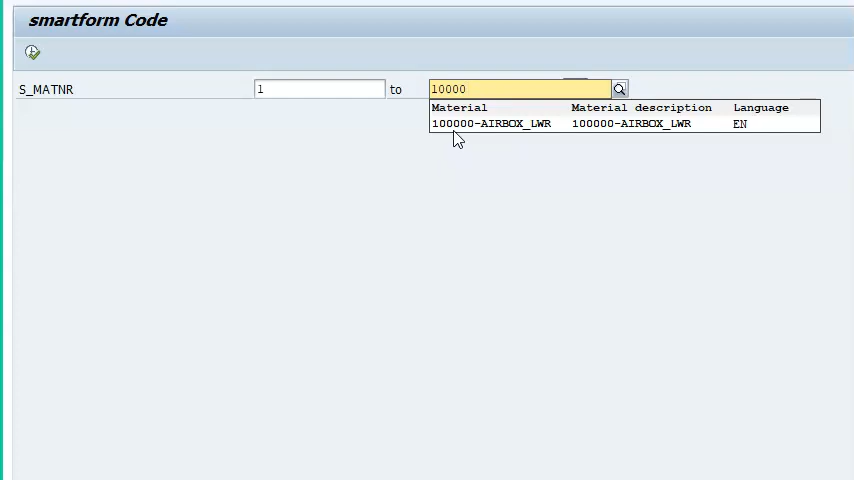 smartform Code
S_MATNR 1 to 10000
Material Material description Language
100000-AIRBOX_LWR 100000-AIRBOX_LWR EN